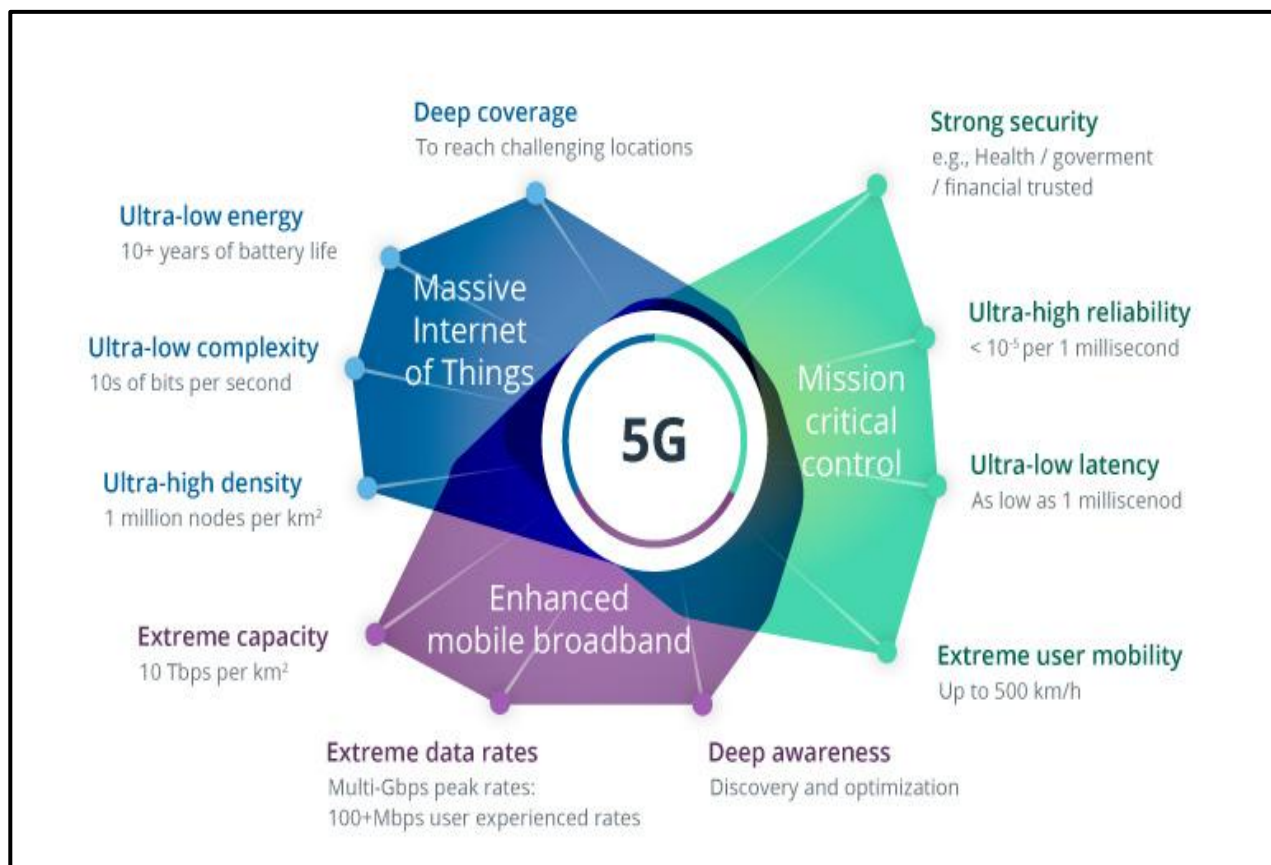 Deep coverage
To reach challenging locations
Strong security
e.g., Health / goverment
/ financial trusted
Ultra-low energy
10+ years of battery life
Massive
Internet
of Things
Ultra-high reliability
< 10⁻⁵ per 1 millisecond
Ultra-low complexity
10s of bits per second
Mission
critical
control
5G
Ultra-high density
1 million nodes per km²
Ultra-low latency
As low as 1 milliscenod
Enhanced
mobile broadband
Extreme capacity
10 Tbps per km²
Extreme user mobility
Up to 500 km/h
Extreme data rates
Multi-Gbps peak rates:
100+Mbps user experienced rates
Deep awareness
Discovery and optimization